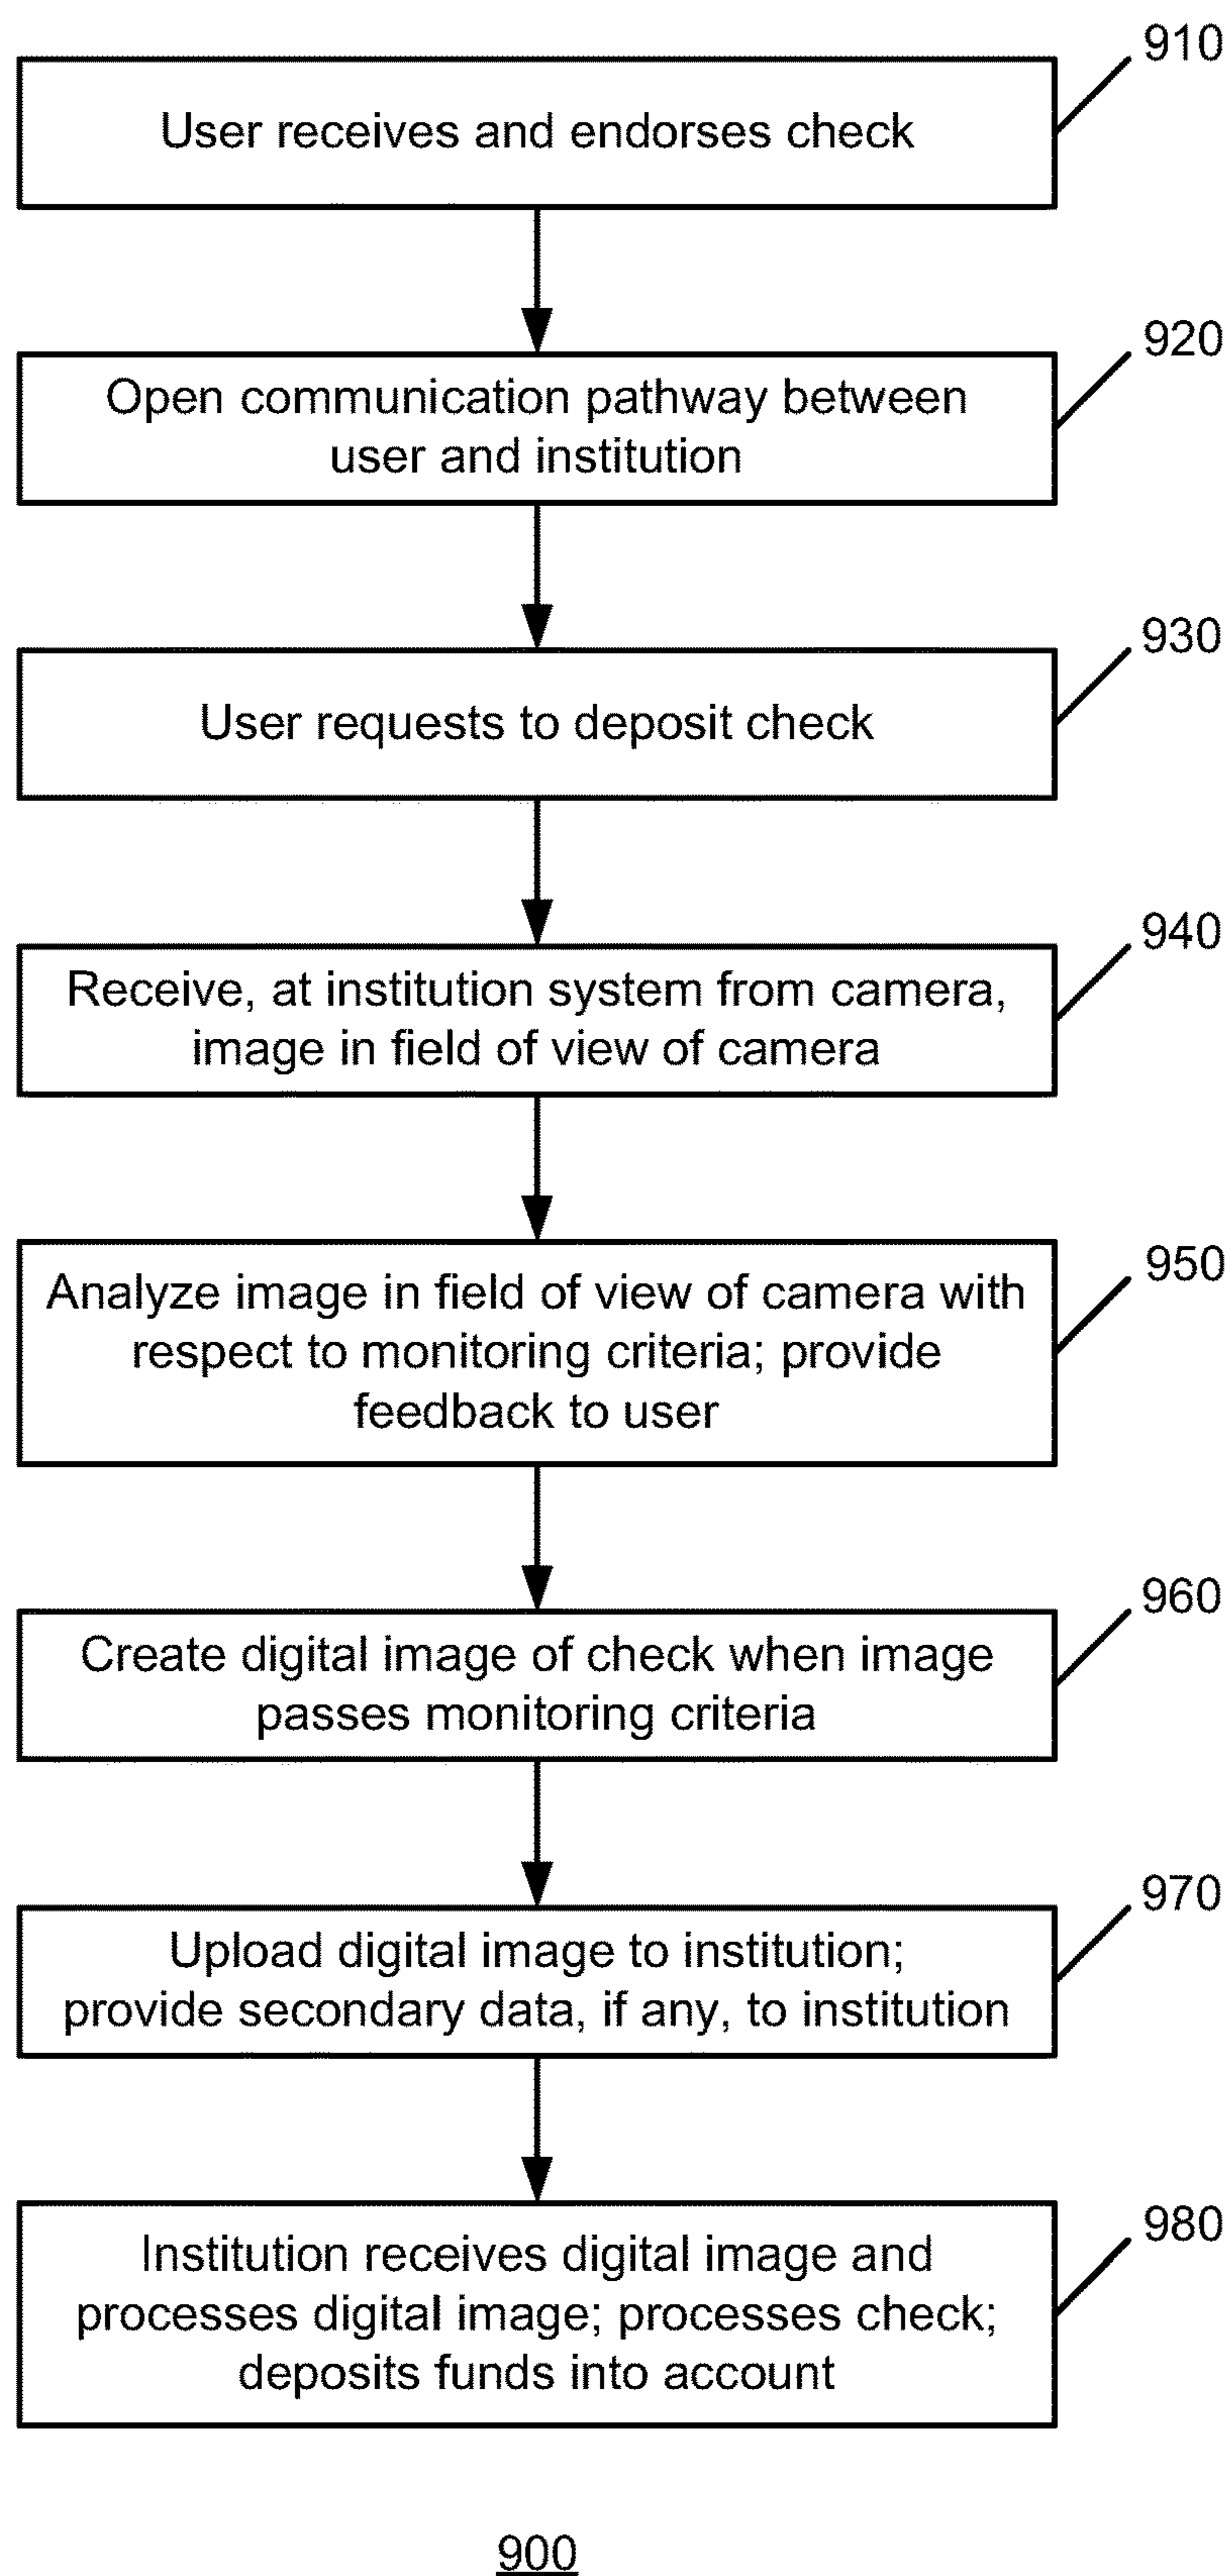 910
User receives and endorses check
920
Open communication pathway between
user and institution
930
User requests to deposit check
940
Receive, at institution system from camera,
image in field of view of camera
950
Analyze image in field of view of camera with
respect to monitoring criteria; provide
feedback to user
960
Create digital image of check when image
passes monitoring criteria
970
Upload digital image to institution;
provide secondary data, if any, to institution
980
Institution receives digital image and
processes digital image; processes check;
deposits funds into account
900